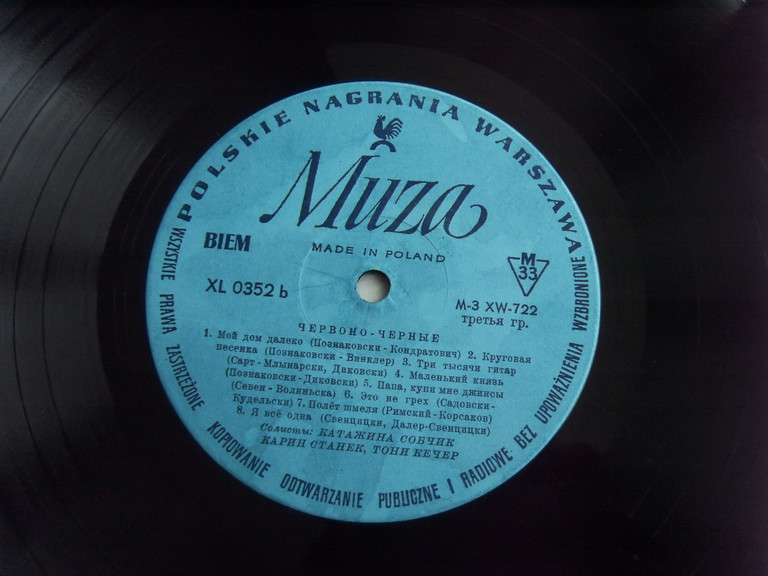 POLSKIE NAGRANIA WARSZAWA
Muza
MADE IN POLAND
BIEM
M
33
XL 0352 b
M-3 XW-722
третья гр.
ЧЕРВОНО-ЧЕРНЫЕ
1. Мой дом далеко (Познаковски-Кондратович) 2. Круговая
песенка (Познаковски-Винклер) 3. Три тысячи гитар
(Сарт-Млынарски, Диковски) 4. Маленький князь
(Познаковски-Диковски) 5. Папа, купи мне джинсы
(Севен-Волиньска) 6. Это не грех (Садовски-
Кудельски) 7. Полёт шмеля (Римский-Корсаков)
8. Я всё одна (Свенцицки, Далер-Свенцицки)
Солисты: КАТАЖИНА СОБЧИК
КАРИН СТАНЕК, ТОНИ КЕЧЕР
WSZYSTKIE PRAWA ZASTRZEŻONE KOPIOWANIE ODTWARZANIE PUBLICZNE I RADIOWE BEZ UPOWAŻNIENIA WZBRONIONE